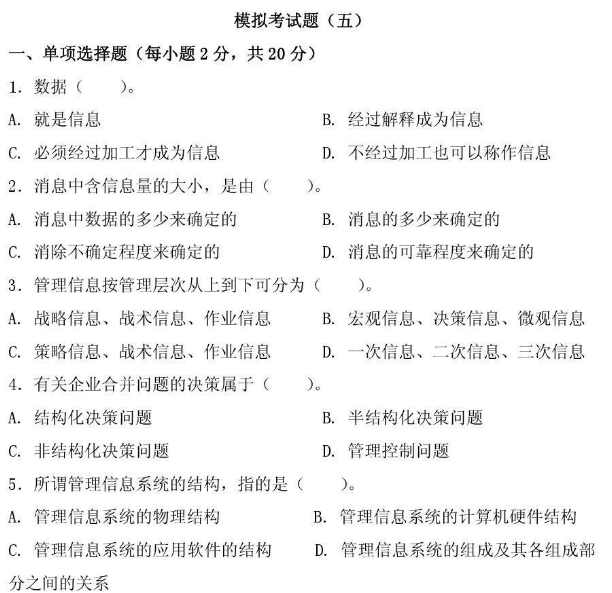 模拟考试题（五）
一、单项选择题（每小题 2 分，共 20 分）
1．数据（　　）。
A. 就是信息　　B. 经过解释成为信息
C. 必须经过加工才成为信息　　D. 不经过加工也可以称作信息
2．消息中含信息量的大小，是由（　　）。
A. 消息中数据的多少来确定的　　B. 消息的多少来确定的
C. 消除不确定程度来确定的　　D. 消息的可靠程度来确定的
3．管理信息按管理层次从上到下可分为（　　）。
A. 战略信息、战术信息、作业信息　　B. 宏观信息、决策信息、微观信息
C. 策略信息、战术信息、作业信息　　D. 一次信息、二次信息、三次信息
4．有关企业合并问题的决策属于（　　）。
A. 结构化决策问题　　B. 半结构化决策问题
C. 非结构化决策问题　　D. 管理控制问题
5．所谓管理信息系统的结构，指的是（　　）。
A. 管理信息系统的物理结构　　B. 管理信息系统的计算机硬件结构
C. 管理信息系统的应用软件的结构　　D. 管理信息系统的组成及其各组成部
分之间的关系